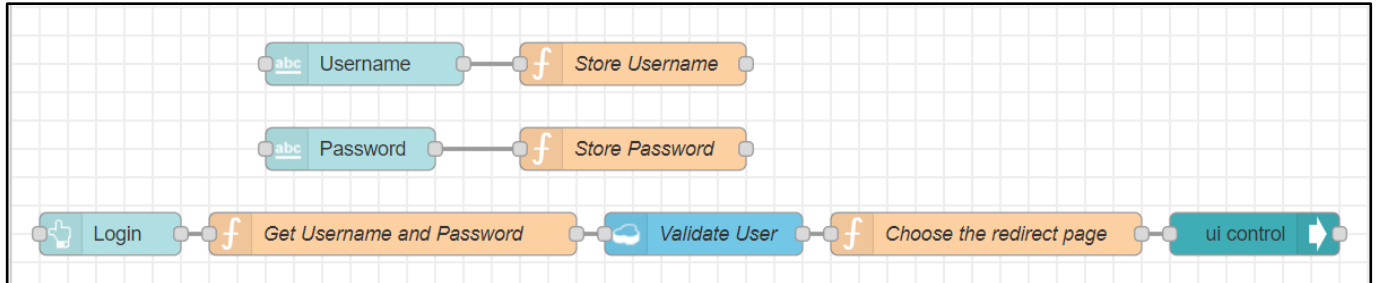 abc Username Store Username
abc Password Store Password
Login Get Username and Password Validate User Choose the redirect page ui control